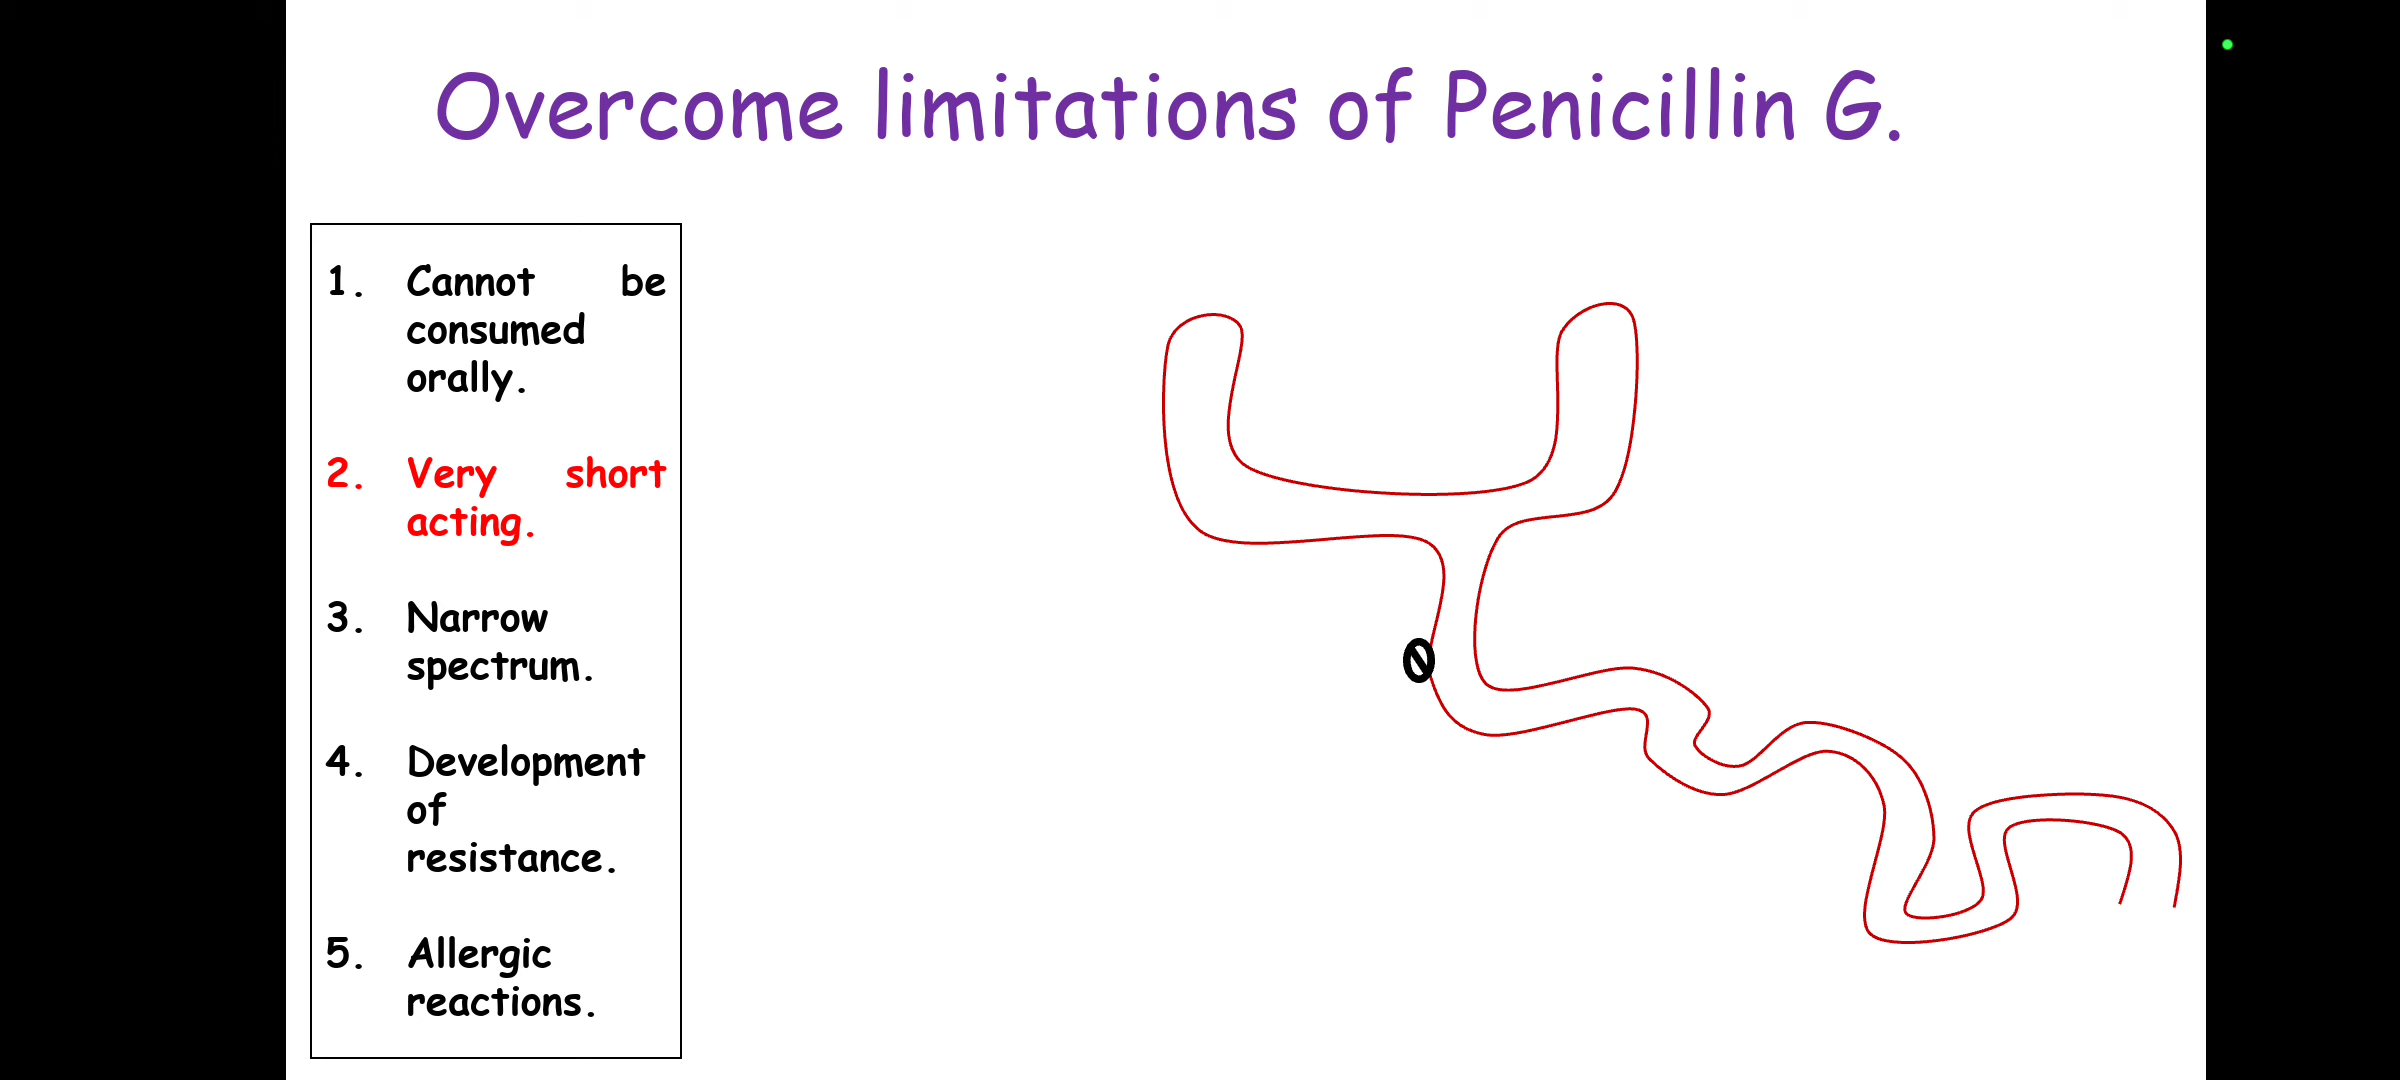 Overcome limitations of Penicillin G.
1. Cannot be
consumed
orally.
2. Very short
acting.
3. Narrow
spectrum.
4. Development
of
resistance.
5. Allergic
reactions.